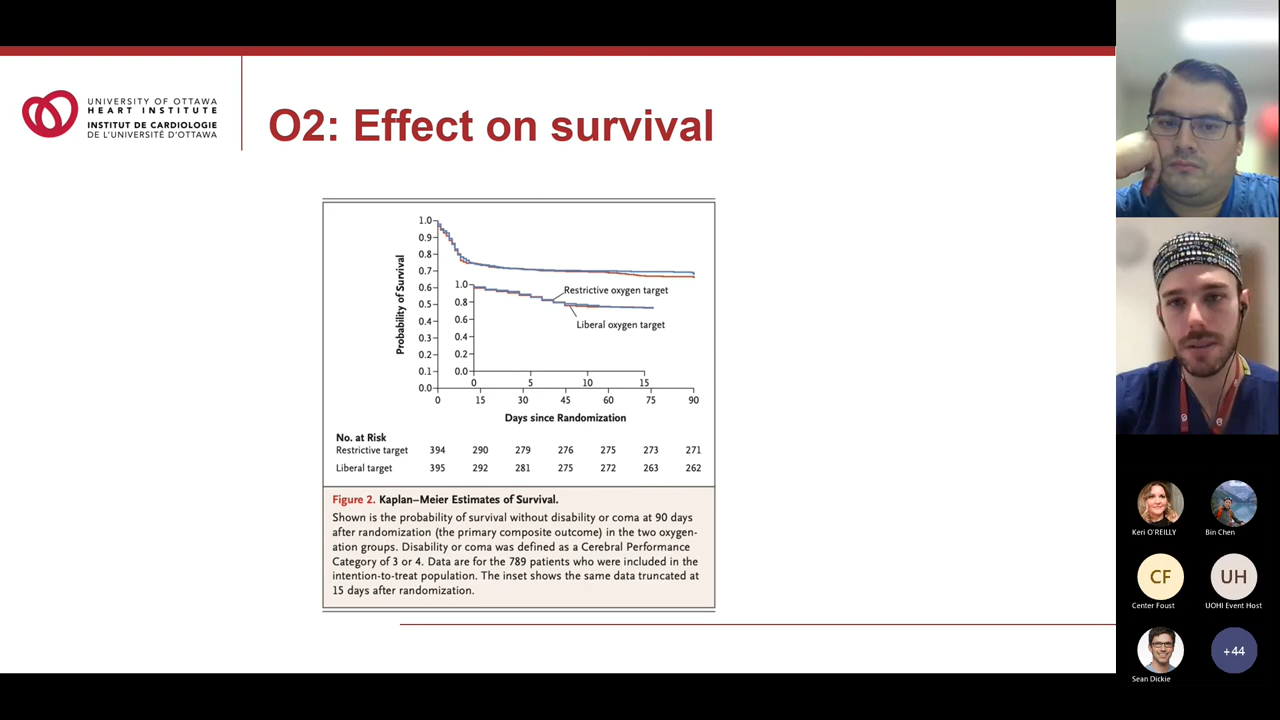 UNIVERSITY OF OTTAWA
HEART INSTITUTE
INSTITUT DE CARDIOLOGIE
DE L'UNIVERSITÉ D'OTTAWA
O2: Effect on survival
Probability of Survival
1.0
0.9
0.8
0.7
0.6
0.5
0.4
0.3
0.2
0.1
0.0
1.0
0.8
0.6
0.4
0.2
0.0
Restrictive oxygen target
Liberal oxygen target
0 5 10 15
0 15 30 45 60 75 90
Days since Randomization
No. at Risk
Restrictive target 394 290 279 276 275 273 271
Liberal target 395 292 281 275 272 263 262
Figure 2. Kaplan–Meier Estimates of Survival.
Shown is the probability of survival without disability or coma at 90 days
after randomization (the primary composite outcome) in the two oxygen-
ation groups. Disability or coma was defined as a Cerebral Performance
Category of 3 or 4. Data are for the 789 patients who were included in the
intention-to-treat population. The inset shows the same data truncated at
15 days after randomization.
Keri O'REILLY
Bin Chen
CF
UH
Center Foust
UOHI Event Host
+44
Sean Dickie